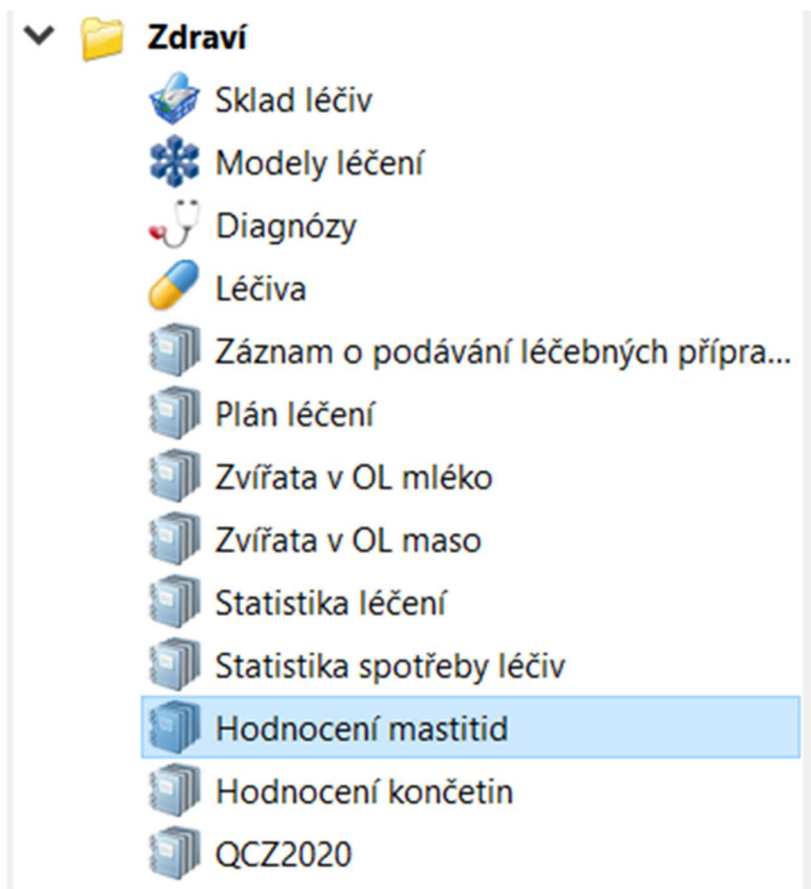 Zdraví
Sklad léčiv
Modely léčení
Diagnózy
Léčiva
Záznam o podávání léčebných přípra...
Plán léčení
Zvířata v OL mléko
Zvířata v OL maso
Statistika léčení
Statistika spotřeby léčiv
Hodnocení mastitid
Hodnocení končetin
QCZ2020